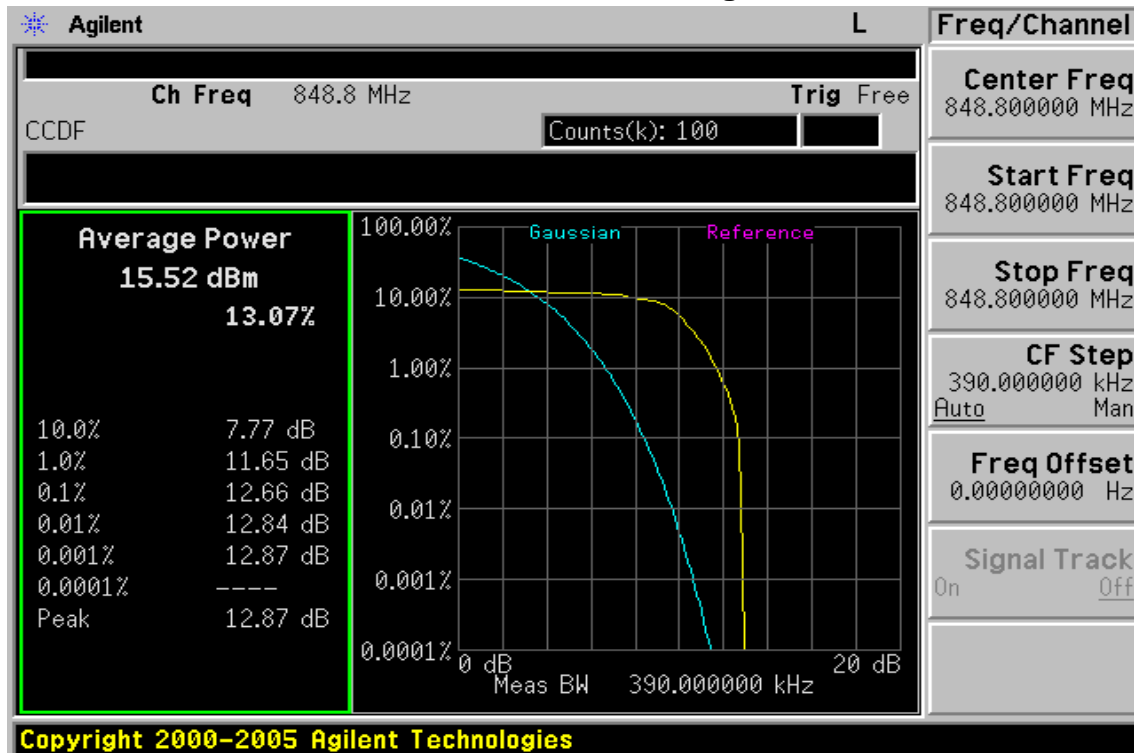 Agilent L Freq/Channel
Ch Freq 848.8 MHz Trig Free
CCDF Counts(k): 100
Average Power
15.52 dBm
13.07%
10.0% 7.77 dB
1.0% 11.65 dB
0.1% 12.66 dB
0.01% 12.84 dB
0.001% 12.87 dB
0.0001% ----
Peak 12.87 dB
Gaussian Reference
100.00%
10.00%
1.00%
0.10%
0.01%
0.001%
0.0001%
0 dB 20 dB
Meas BW 390.000000 kHz
Center Freq
848.800000 MHz
Start Freq
848.800000 MHz
Stop Freq
848.800000 MHz
CF Step
390.000000 kHz
Auto Man
Freq Offset
0.00000000 Hz
Signal Track
On Off
Copyright 2000-2005 Agilent Technologies